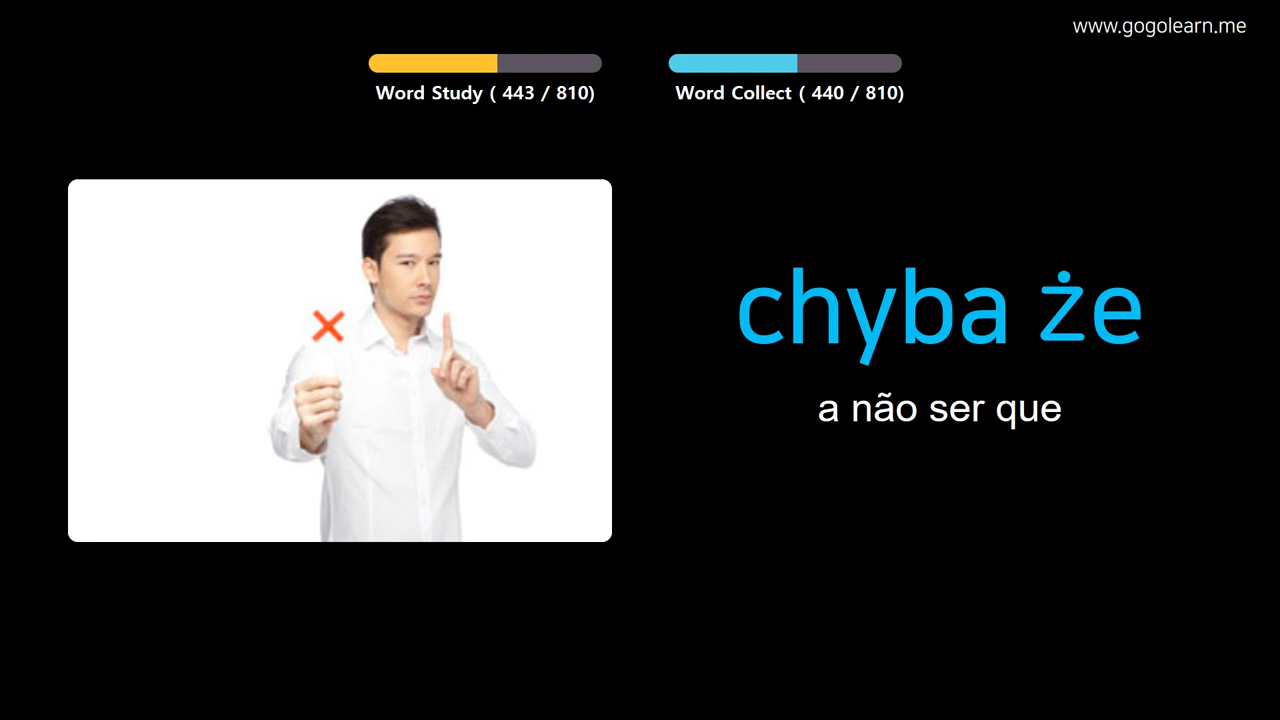 www.gogolearn.me
Word Study ( 443 / 810)
Word Collect ( 440 / 810)
chyba że
a não ser que